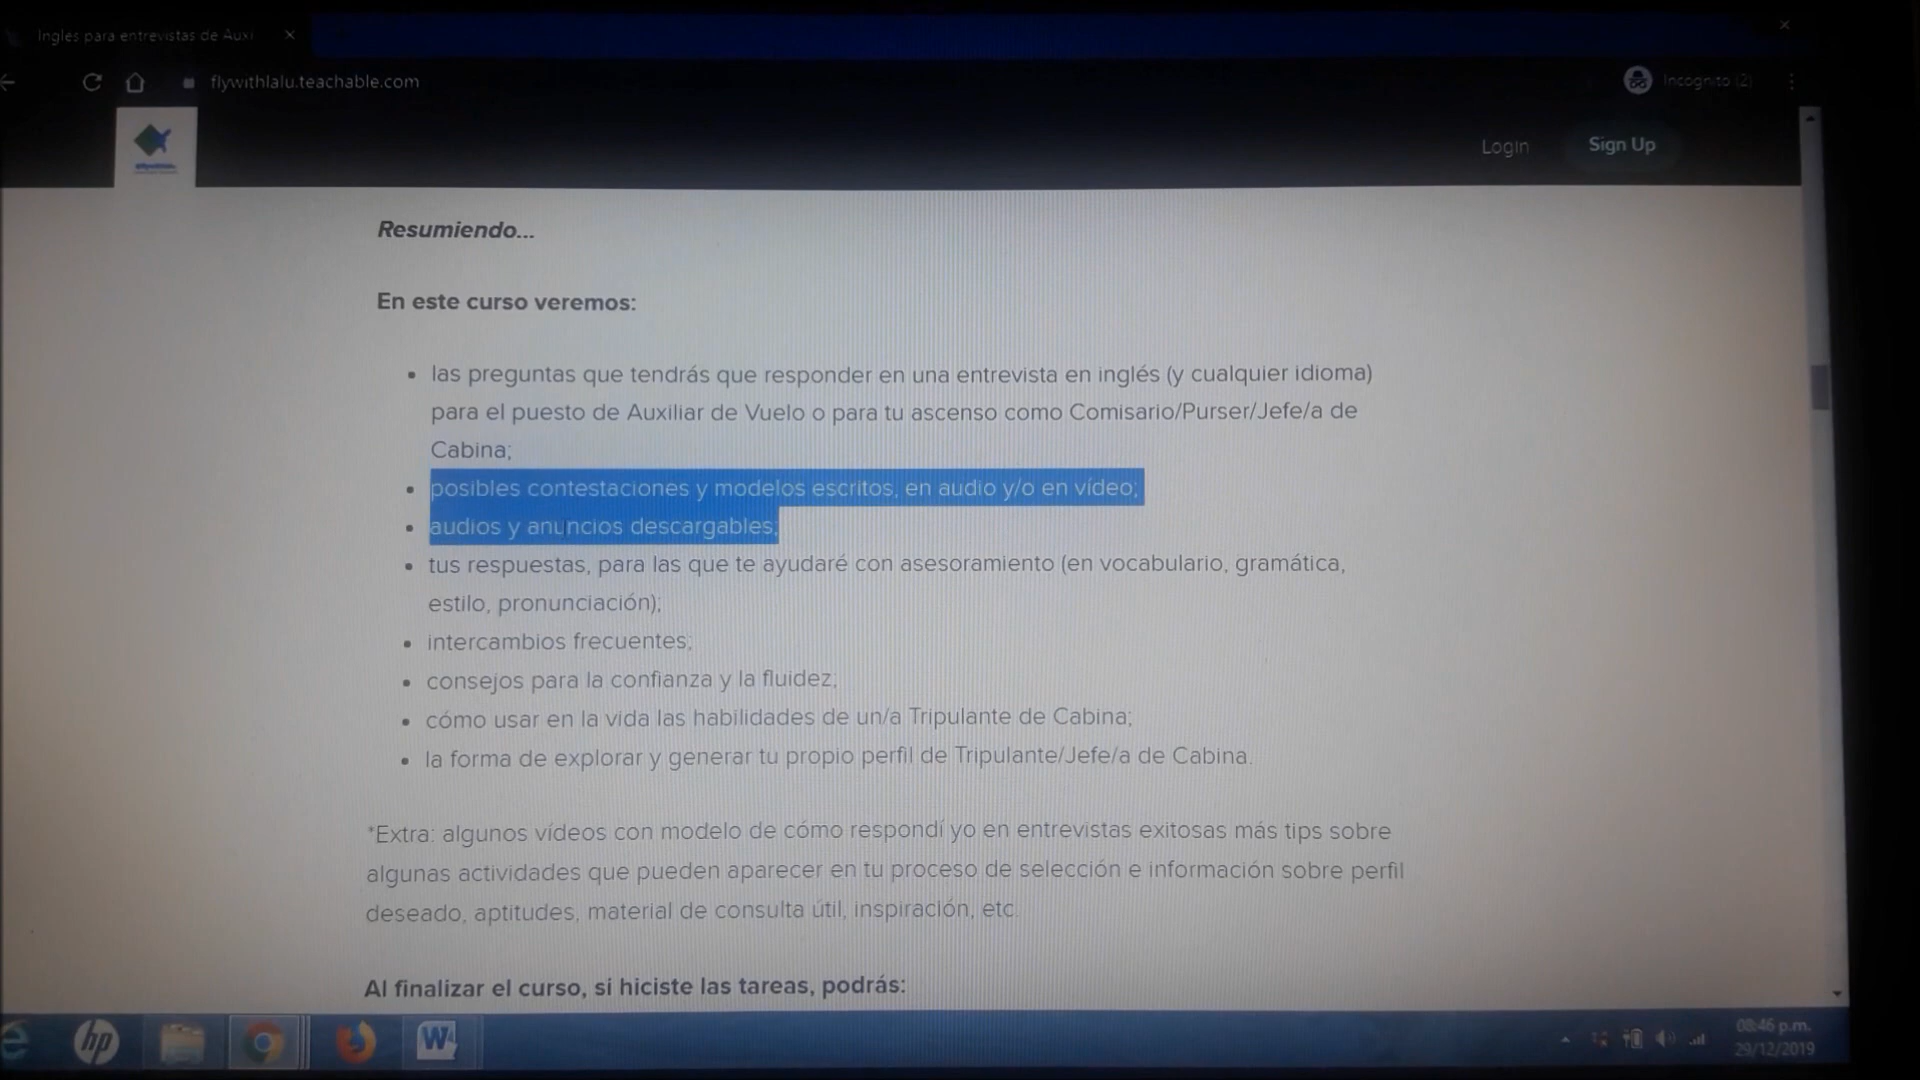 Inglés para entrevistas de Auxi
flywithlalu.teachable.com
Incognito (2)
Login
Sign Up
Resumiendo...
En este curso veremos:
las preguntas que tendrás que responder en una entrevista en inglés (y cualquier idioma)
para el puesto de Auxiliar de Vuelo o para tu ascenso como Comisario/Purser/Jefe/a de
Cabina;
posibles contestaciones y modelos escritos, en audio y/o en vídeo;
audios y anuncios descargables;
tus respuestas, para las que te ayudaré con asesoramiento (en vocabulario, gramática,
estilo, pronunciación);
intercambios frecuentes;
consejos para la confianza y la fluidez;
cómo usar en la vida las habilidades de un/a Tripulante de Cabina;
la forma de explorar y generar tu propio perfil de Tripulante/Jefe/a de Cabina.
*Extra: algunos vídeos con modelo de cómo respondí yo en entrevistas exitosas más tips sobre
algunas actividades que pueden aparecer en tu proceso de selección e información sobre perfil
deseado, aptitudes, material de consulta útil, inspiración, etc.
Al finalizar el curso, si hiciste las tareas, podrás:
hp
W
08:46 p.m.
29/12/2019